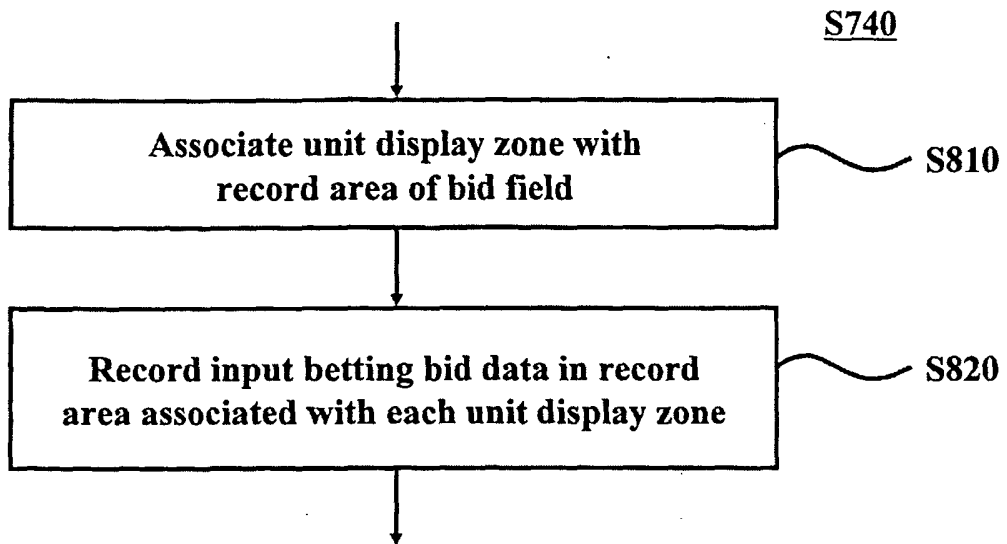 S740
Associate unit display zone with
record area of bid field
S810
Record input betting bid data in record
area associated with each unit display zone
S820